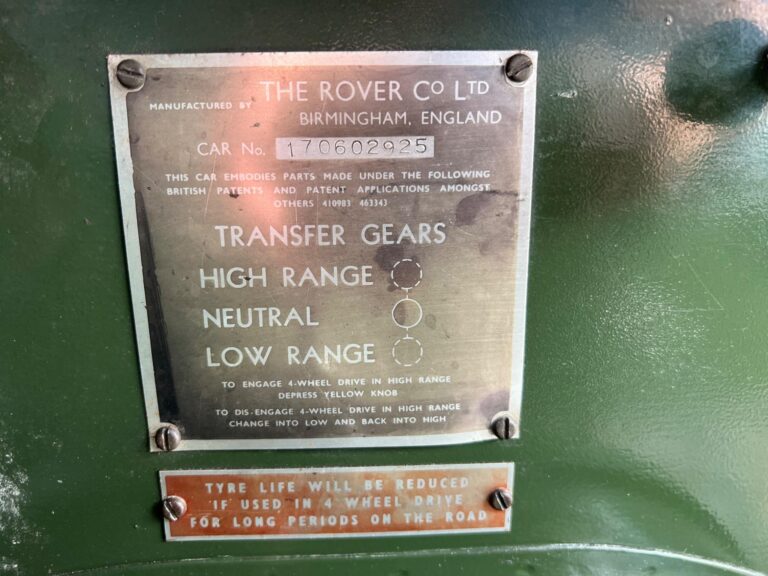 THE ROVER Co LTD
MANUFACTURED BY
BIRMINGHAM, ENGLAND
CAR No. 170602925
THIS CAR EMBODIES PARTS MADE UNDER THE FOLLOWING
BRITISH PATENTS AND PATENT APPLICATIONS AMONGST
OTHERS 410983 463343
TRANSFER GEARS
HIGH RANGE
NEUTRAL
LOW RANGE
TO ENGAGE 4-WHEEL DRIVE IN HIGH RANGE
DEPRESS YELLOW KNOB
TO DIS-ENGAGE 4-WHEEL DRIVE IN HIGH RANGE
CHANGE INTO LOW AND BACK INTO HIGH
TYRE LIFE WILL BE REDUCED
IF USED IN 4 WHEEL DRIVE
FOR LONG PERIODS ON THE ROAD